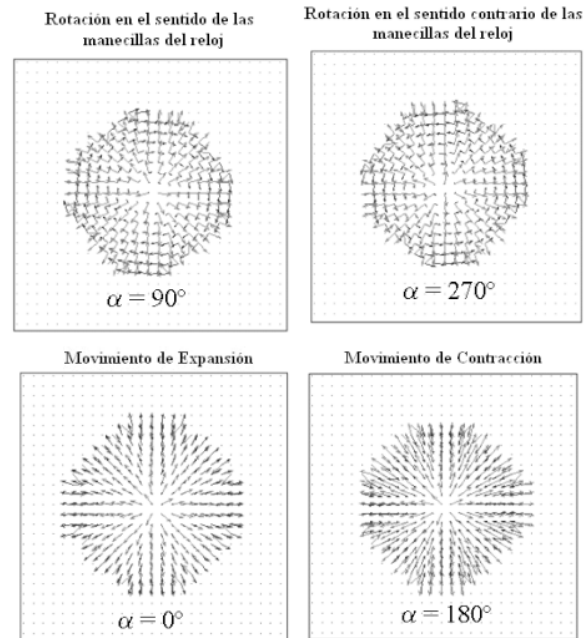 Rotación en el sentido de las
manecillas del reloj
Rotación en el sentido contrario de las
manecillas del reloj
α = 90°
α = 270°
Movimiento de Expansión
Movimiento de Contracción
α = 0°
α = 180°